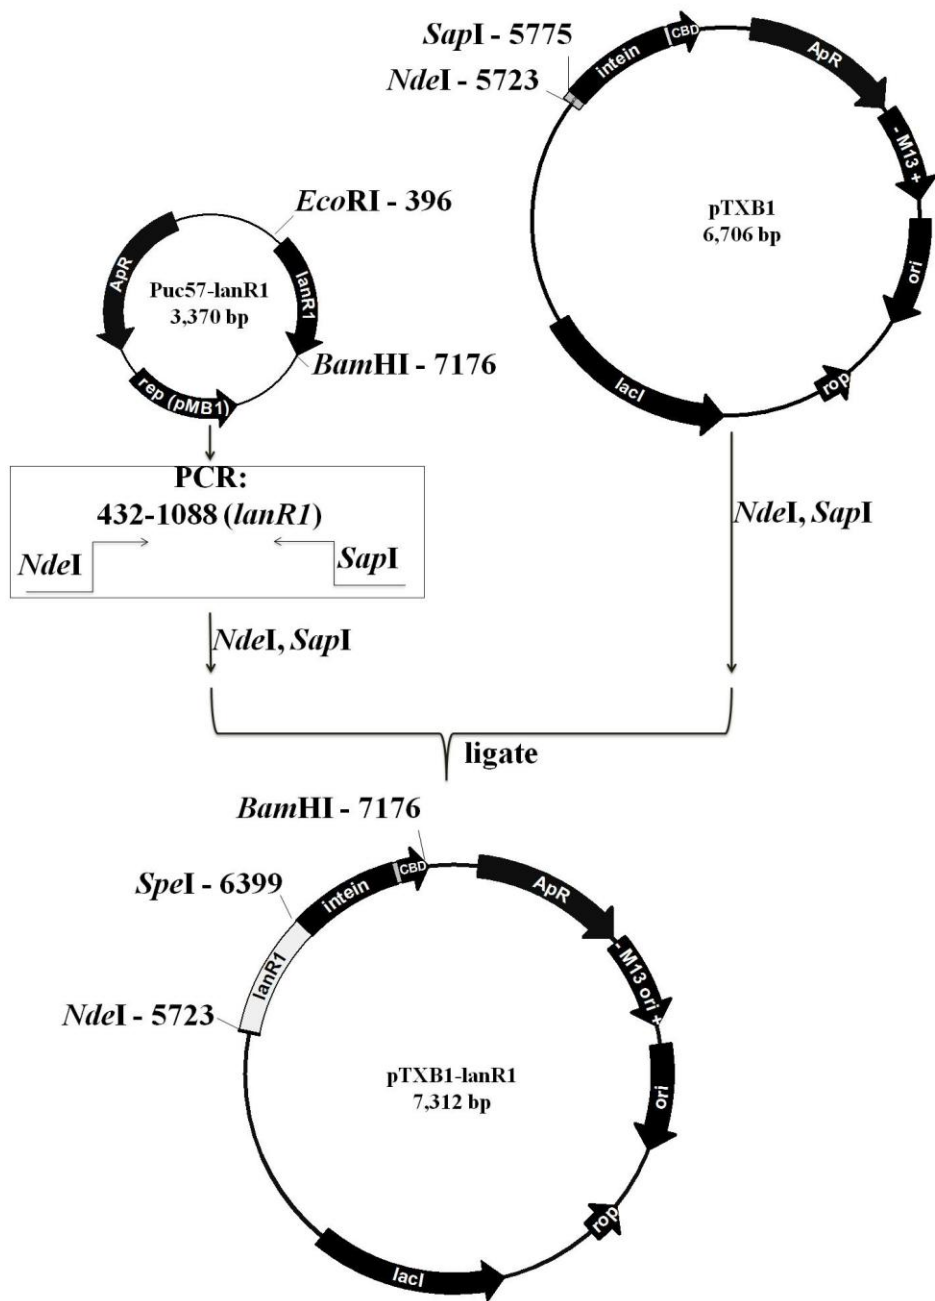 SapI - 5775
NdeI - 5723
intein
CBD
ApR
- M13 +
ori
rop
lacI
pTXB1
6,706 bp
EcoRI - 396
ApR
lanR1
Puc57-lanR1
3,370 bp
BamHI - 7176
rep (pMB1)
PCR:
432-1088 (lanR1)
NdeI
SapI
NdeI, SapI
NdeI, SapI
ligate
BamHI - 7176
SpeI - 6399
NdeI - 5723
lanR1
intein
CBD
ApR
- M13 ori +
ori
rop
lacI
pTXB1-lanR1
7,312 bp